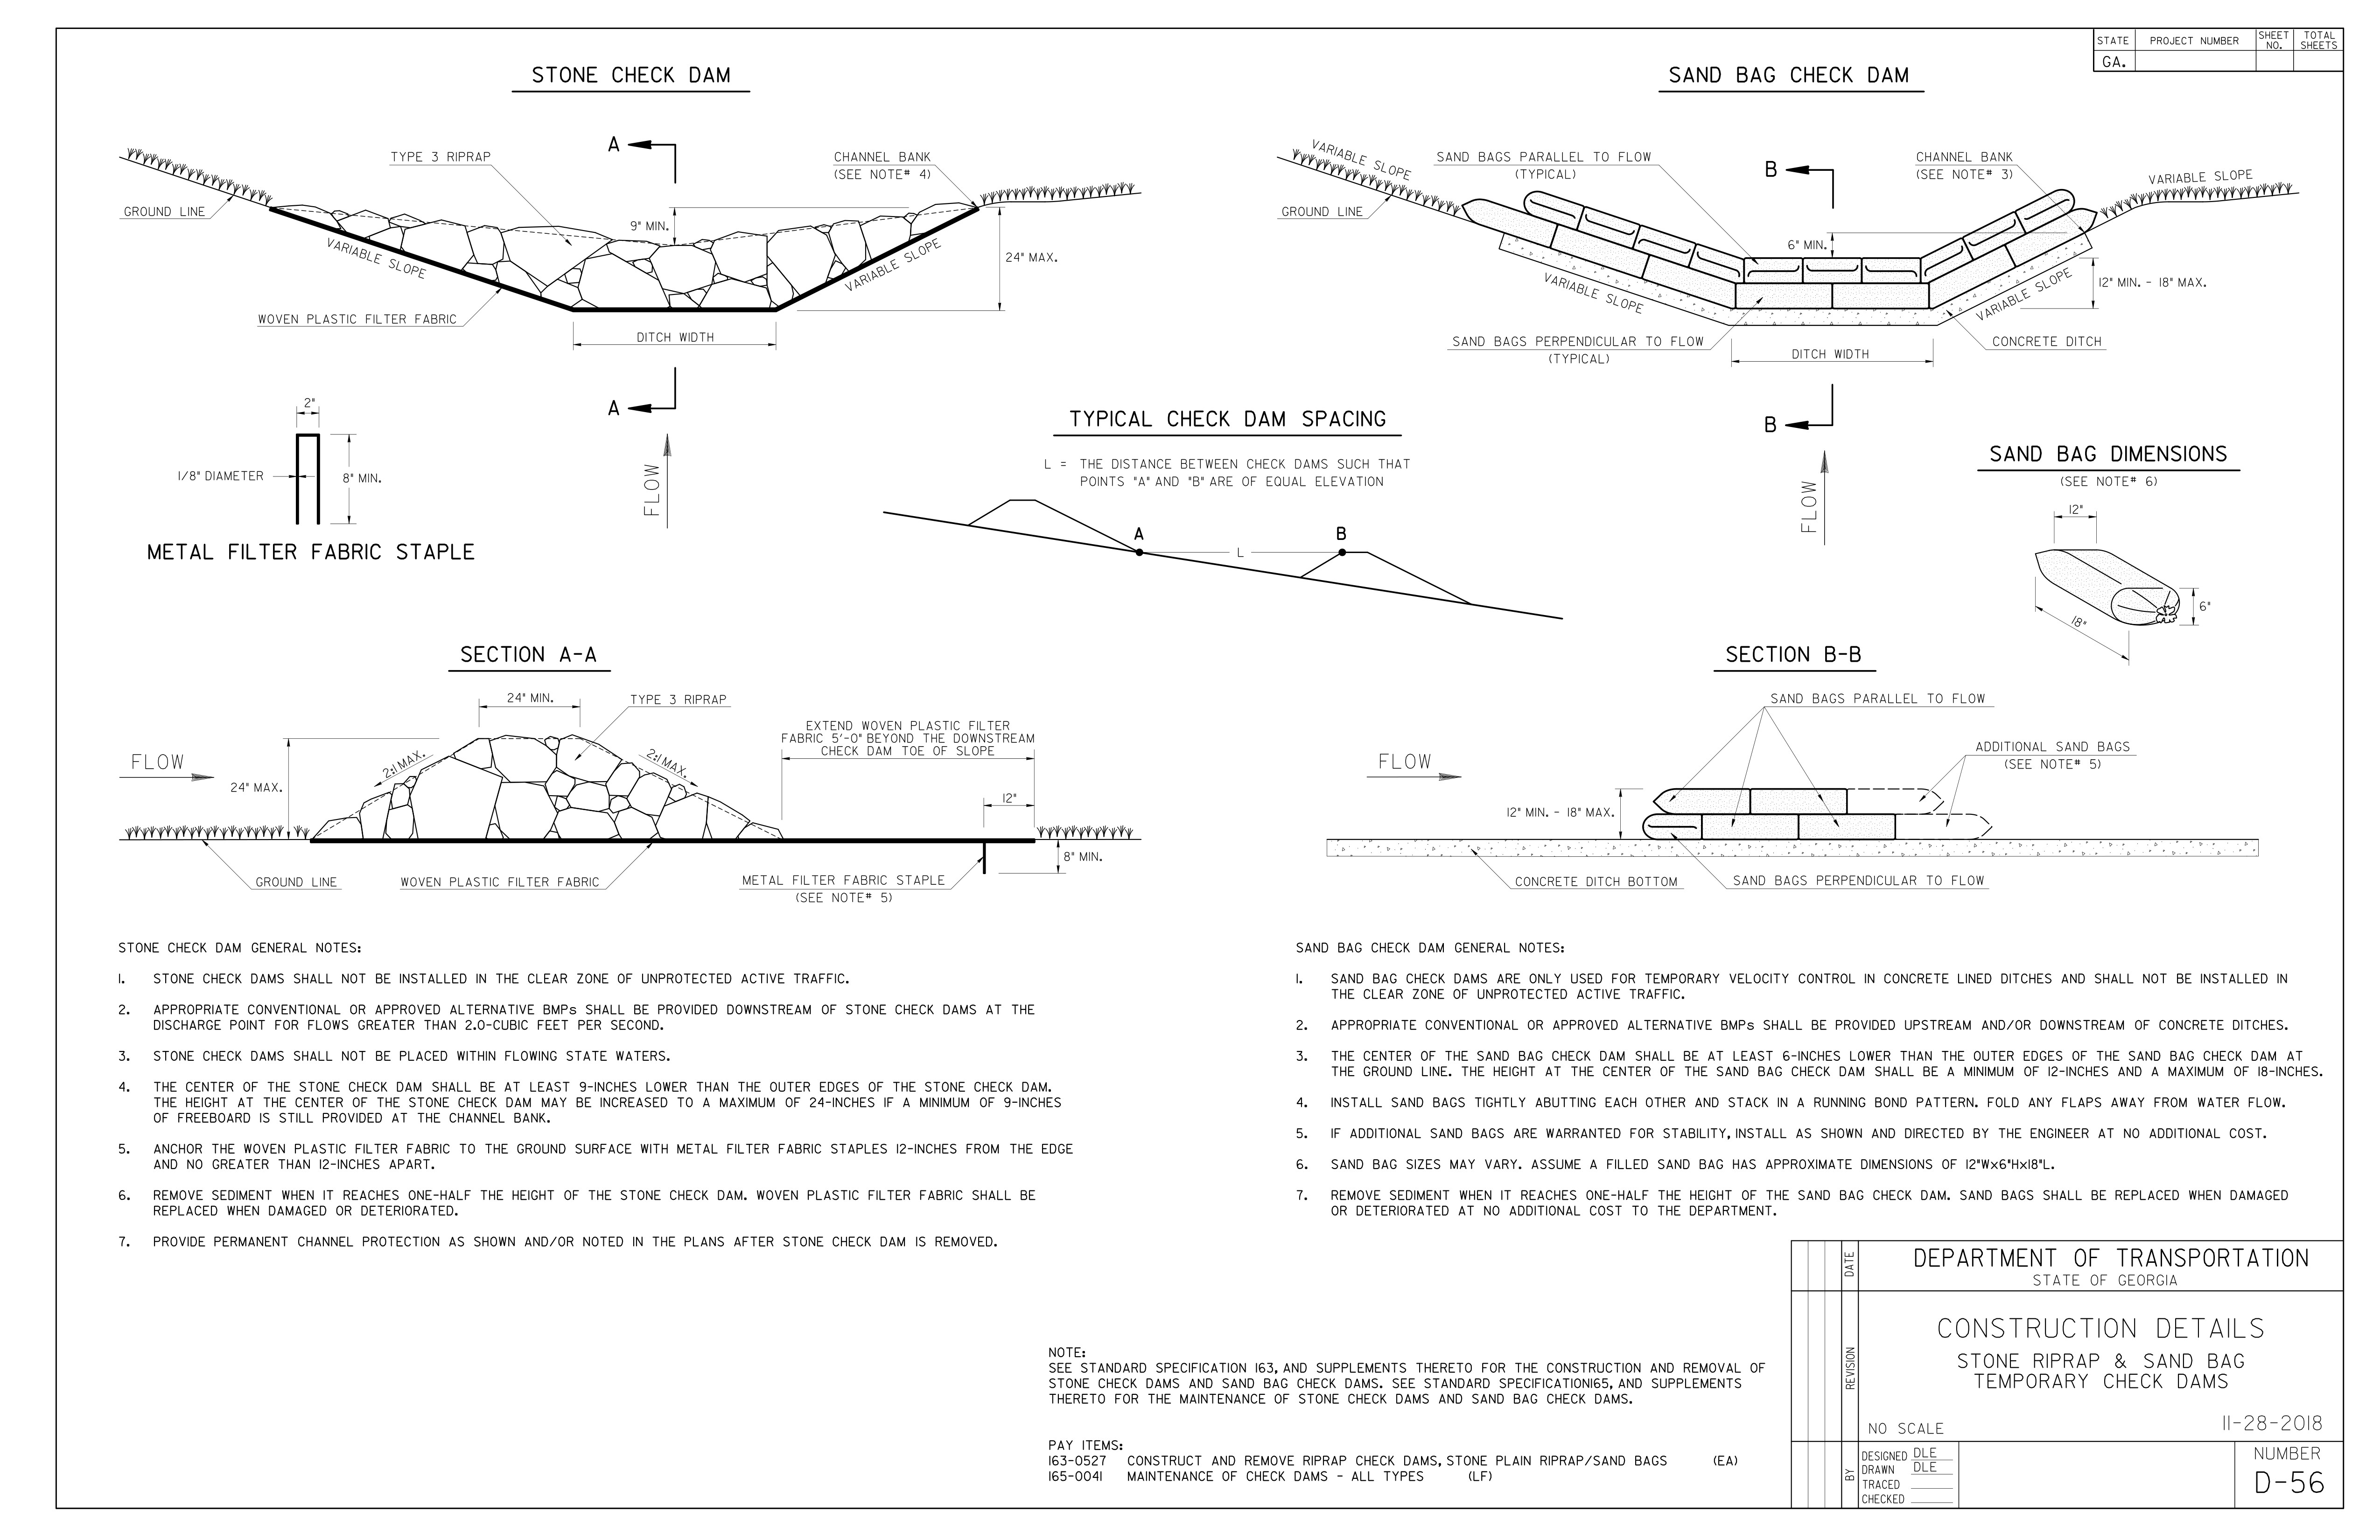 STATE
PROJECT NUMBER
SHEET NO.
TOTAL SHEETS
GA.
STONE CHECK DAM
A
TYPE 3 RIPRAP
CHANNEL BANK
(SEE NOTE# 4)
GROUND LINE
9" MIN.
24" MAX.
VARIABLE SLOPE
VARIABLE SLOPE
WOVEN PLASTIC FILTER FABRIC
DITCH WIDTH
A
FLOW
2"
1/8" DIAMETER
8" MIN.
METAL FILTER FABRIC STAPLE
SAND BAG CHECK DAM
VARIABLE SLOPE
SAND BAGS PARALLEL TO FLOW
(TYPICAL)
B
CHANNEL BANK
(SEE NOTE# 3)
VARIABLE SLOPE
GROUND LINE
6" MIN.
12" MIN. - 18" MAX.
VARIABLE SLOPE
VARIABLE SLOPE
SAND BAGS PERPENDICULAR TO FLOW
(TYPICAL)
DITCH WIDTH
CONCRETE DITCH
B
FLOW
TYPICAL CHECK DAM SPACING
L = THE DISTANCE BETWEEN CHECK DAMS SUCH THAT
POINTS "A" AND "B" ARE OF EQUAL ELEVATION
A
L
B
SAND BAG DIMENSIONS
(SEE NOTE# 6)
12"
6"
18"
SECTION A-A
24" MIN.
TYPE 3 RIPRAP
EXTEND WOVEN PLASTIC FILTER
FABRIC 5'-0" BEYOND THE DOWNSTREAM
CHECK DAM TOE OF SLOPE
FLOW
2:1 MAX.
2:1 MAX.
24" MAX.
12"
8" MIN.
GROUND LINE
WOVEN PLASTIC FILTER FABRIC
METAL FILTER FABRIC STAPLE
(SEE NOTE# 5)
SECTION B-B
SAND BAGS PARALLEL TO FLOW
FLOW
ADDITIONAL SAND BAGS
(SEE NOTE# 5)
12" MIN. - 18" MAX.
CONCRETE DITCH BOTTOM
SAND BAGS PERPENDICULAR TO FLOW
STONE CHECK DAM GENERAL NOTES:
1. STONE CHECK DAMS SHALL NOT BE INSTALLED IN THE CLEAR ZONE OF UNPROTECTED ACTIVE TRAFFIC.
2. APPROPRIATE CONVENTIONAL OR APPROVED ALTERNATIVE BMPs SHALL BE PROVIDED DOWNSTREAM OF STONE CHECK DAMS AT THE
DISCHARGE POINT FOR FLOWS GREATER THAN 2.0-CUBIC FEET PER SECOND.
3. STONE CHECK DAMS SHALL NOT BE PLACED WITHIN FLOWING STATE WATERS.
4. THE CENTER OF THE STONE CHECK DAM SHALL BE AT LEAST 9-INCHES LOWER THAN THE OUTER EDGES OF THE STONE CHECK DAM.
THE HEIGHT AT THE CENTER OF THE STONE CHECK DAM MAY BE INCREASED TO A MAXIMUM OF 24-INCHES IF A MINIMUM OF 9-INCHES
OF FREEBOARD IS STILL PROVIDED AT THE CHANNEL BANK.
5. ANCHOR THE WOVEN PLASTIC FILTER FABRIC TO THE GROUND SURFACE WITH METAL FILTER FABRIC STAPLES 12-INCHES FROM THE EDGE
AND NO GREATER THAN 12-INCHES APART.
6. REMOVE SEDIMENT WHEN IT REACHES ONE-HALF THE HEIGHT OF THE STONE CHECK DAM. WOVEN PLASTIC FILTER FABRIC SHALL BE
REPLACED WHEN DAMAGED OR DETERIORATED.
7. PROVIDE PERMANENT CHANNEL PROTECTION AS SHOWN AND/OR NOTED IN THE PLANS AFTER STONE CHECK DAM IS REMOVED.
SAND BAG CHECK DAM GENERAL NOTES:
1. SAND BAG CHECK DAMS ARE ONLY USED FOR TEMPORARY VELOCITY CONTROL IN CONCRETE LINED DITCHES AND SHALL NOT BE INSTALLED IN
THE CLEAR ZONE OF UNPROTECTED ACTIVE TRAFFIC.
2. APPROPRIATE CONVENTIONAL OR APPROVED ALTERNATIVE BMPs SHALL BE PROVIDED UPSTREAM AND/OR DOWNSTREAM OF CONCRETE DITCHES.
3. THE CENTER OF THE SAND BAG CHECK DAM SHALL BE AT LEAST 6-INCHES LOWER THAN THE OUTER EDGES OF THE SAND BAG CHECK DAM AT
THE GROUND LINE. THE HEIGHT AT THE CENTER OF THE SAND BAG CHECK DAM SHALL BE A MINIMUM OF 12-INCHES AND A MAXIMUM OF 18-INCHES.
4. INSTALL SAND BAGS TIGHTLY ABUTTING EACH OTHER AND STACK IN A RUNNING BOND PATTERN. FOLD ANY FLAPS AWAY FROM WATER FLOW.
5. IF ADDITIONAL SAND BAGS ARE WARRANTED FOR STABILITY, INSTALL AS SHOWN AND DIRECTED BY THE ENGINEER AT NO ADDITIONAL COST.
6. SAND BAG SIZES MAY VARY. ASSUME A FILLED SAND BAG HAS APPROXIMATE DIMENSIONS OF 12"Wx6"Hx18"L.
7. REMOVE SEDIMENT WHEN IT REACHES ONE-HALF THE HEIGHT OF THE SAND BAG CHECK DAM. SAND BAGS SHALL BE REPLACED WHEN DAMAGED
OR DETERIORATED AT NO ADDITIONAL COST TO THE DEPARTMENT.
NOTE:
SEE STANDARD SPECIFICATION 163, AND SUPPLEMENTS THERETO FOR THE CONSTRUCTION AND REMOVAL OF
STONE CHECK DAMS AND SAND BAG CHECK DAMS. SEE STANDARD SPECIFICATION165, AND SUPPLEMENTS
THERETO FOR THE MAINTENANCE OF STONE CHECK DAMS AND SAND BAG CHECK DAMS.
PAY ITEMS:
163-0527 CONSTRUCT AND REMOVE RIPRAP CHECK DAMS, STONE PLAIN RIPRAP/SAND BAGS (EA)
165-0041 MAINTENANCE OF CHECK DAMS - ALL TYPES (LF)
DATE
REVISION
BY
DEPARTMENT OF TRANSPORTATION
STATE OF GEORGIA
CONSTRUCTION DETAILS
STONE RIPRAP & SAND BAG
TEMPORARY CHECK DAMS
NO SCALE
11-28-2018
DESIGNED DLE
DRAWN DLE
TRACED
CHECKED
NUMBER
D-56